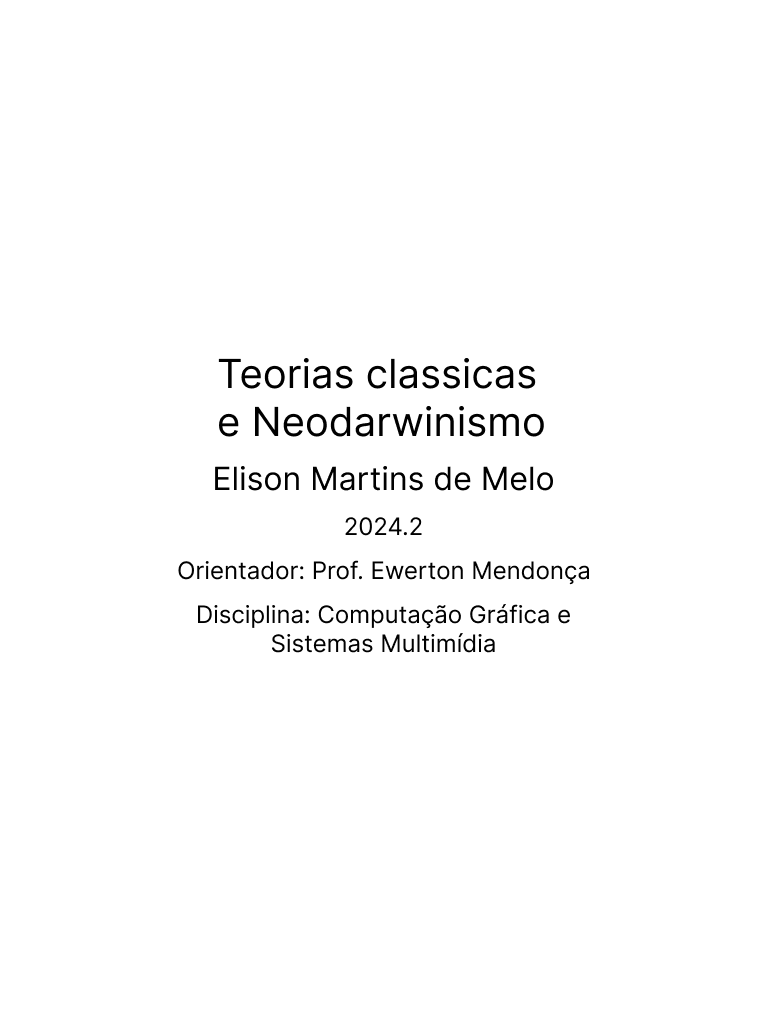 Teorias classicas
e Neodarwinismo
Elison Martins de Melo
2024.2
Orientador: Prof. Ewerton Mendonça
Disciplina: Computação Gráfica e
Sistemas Multimídia